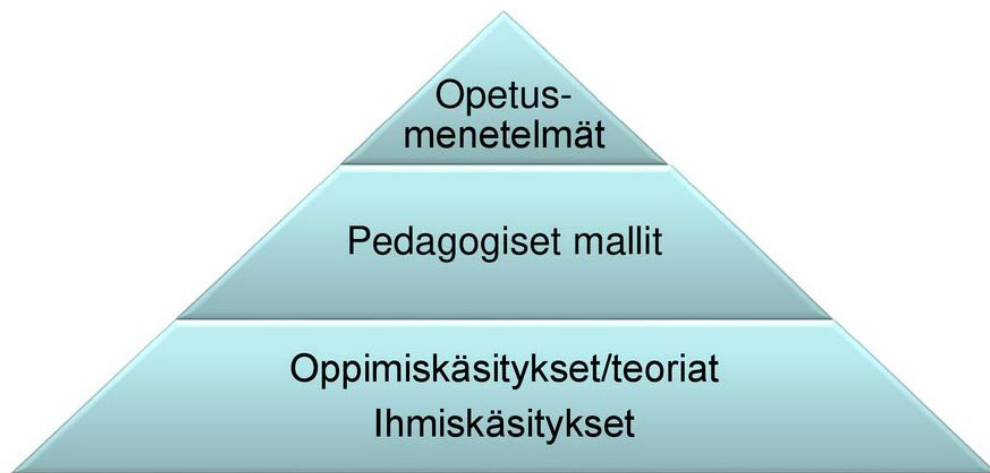 Opetus-
menetelmät
Pedagogiset mallit
Oppimiskäsitykset/teoriat
Ihmiskäsitykset